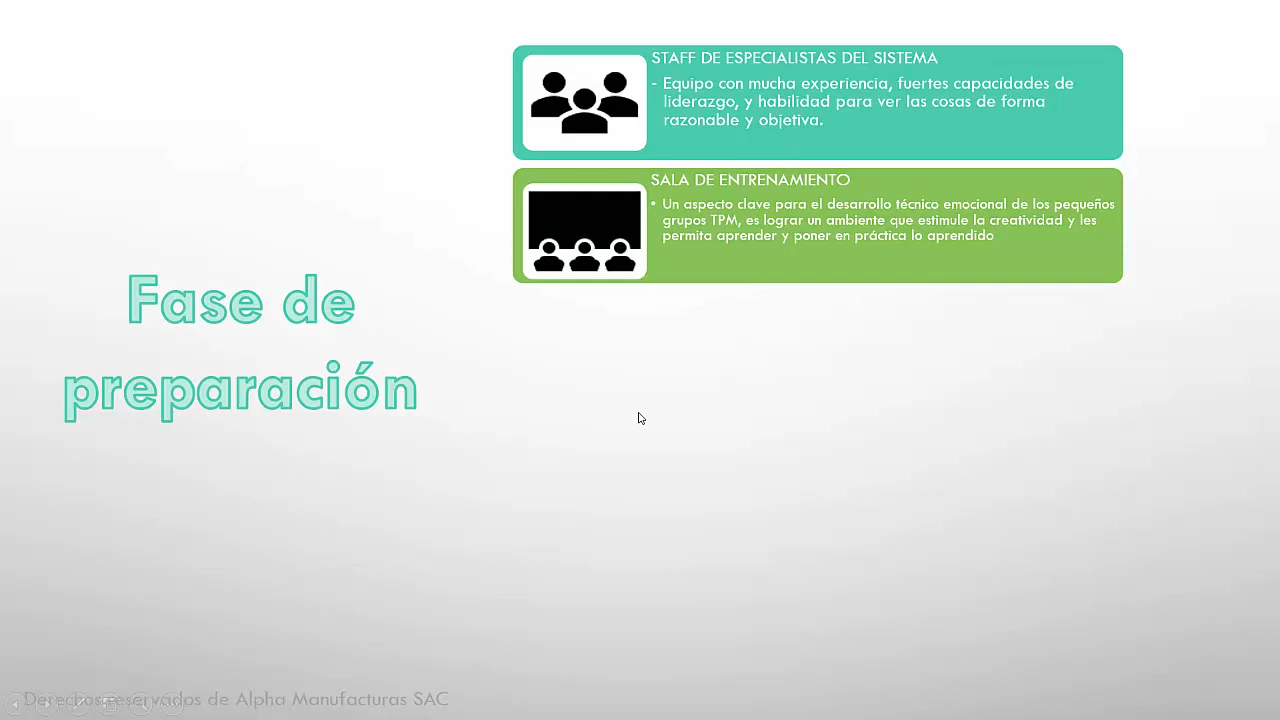 Fase de
preparación
STAFF DE ESPECIALISTAS DEL SISTEMA
- Equipo con mucha experiencia, fuertes capacidades de
liderazgo, y habilidad para ver las cosas de forma
razonable y objetiva.
SALA DE ENTRENAMIENTO
• Un aspecto clave para el desarrollo técnico emocional de los pequeños
grupos TPM, es lograr un ambiente que estimule la creatividad y les
permita aprender y poner en práctica lo aprendido
Derechos reservados de Alpha Manufacturas SAC